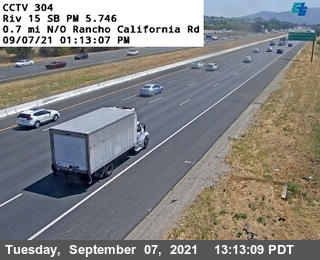 CCTV 304
Riv 15 SB PM 5.746
0.7 mi N/O Rancho California Rd
09/07/21 01:13:07 PM
Tuesday, September 07, 2021 13:13:09 PDT